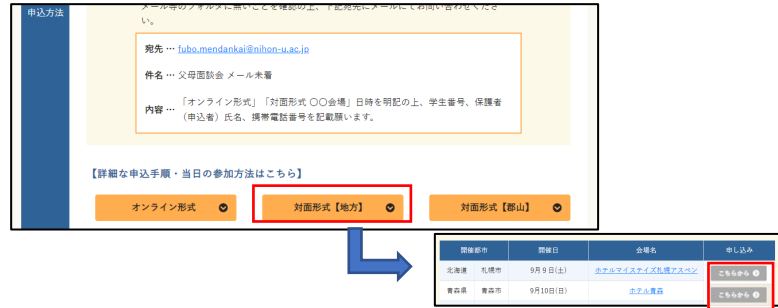 申込方法
メール等のフォルダに無いことを確認の上、下記宛先にメールにてお問い合わせくださ
い。
宛先 … fubo.mendankai@nihon-u.ac.jp
件名 … 父母面談会 メール未着
内容 … 「オンライン形式」「対面形式 〇〇会場」日時を明記の上、学生番号、保護者
（申込者）氏名、携帯電話番号を記載願います。
【詳細な申込手順・当日の参加方法はこちら】
オンライン形式
対面形式【地方】
対面形式【郡山】
開催都市 開催日 会場名 申し込み
北海道 札幌市 9月9日(土) ホテルマイステイズ札幌アスペン こちらから
青森県 青森市 9月10日(日) ホテル青森 こちらから